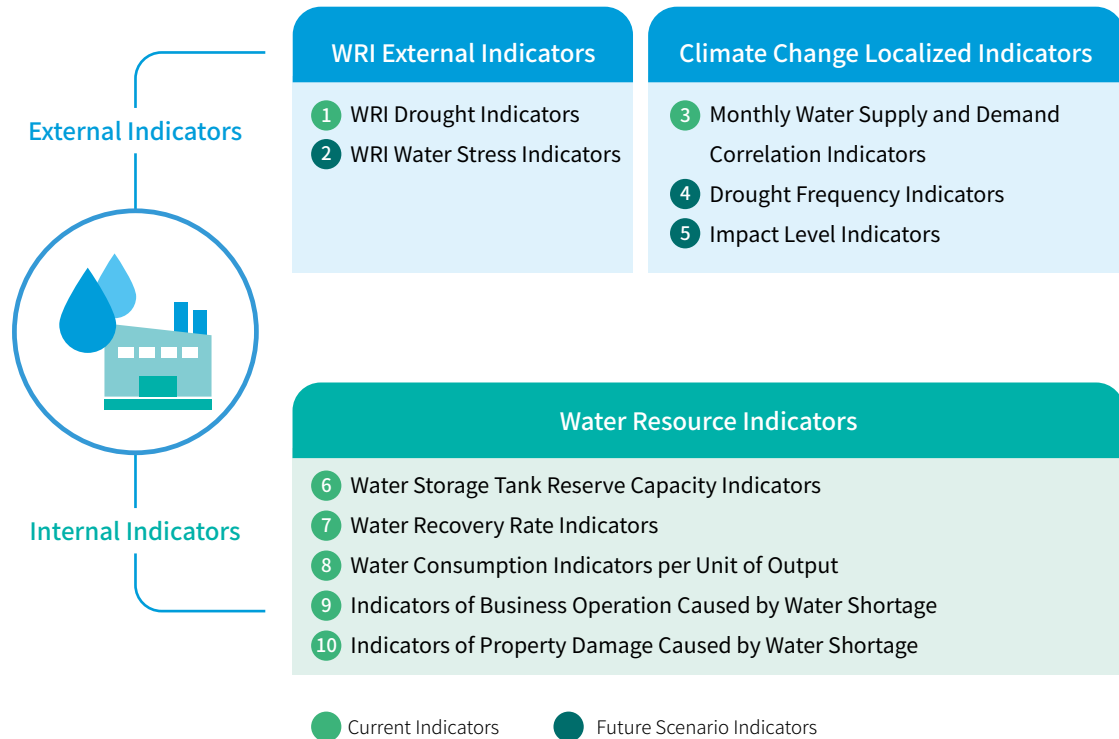 WRI External Indicators
1 WRI Drought Indicators
2 WRI Water Stress Indicators
Climate Change Localized Indicators
3 Monthly Water Supply and Demand
Correlation Indicators
4 Drought Frequency Indicators
5 Impact Level Indicators
External Indicators
Internal Indicators
Water Resource Indicators
6 Water Storage Tank Reserve Capacity Indicators
7 Water Recovery Rate Indicators
8 Water Consumption Indicators per Unit of Output
9 Indicators of Business Operation Caused by Water Shortage
10 Indicators of Property Damage Caused by Water Shortage
Current Indicators
Future Scenario Indicators